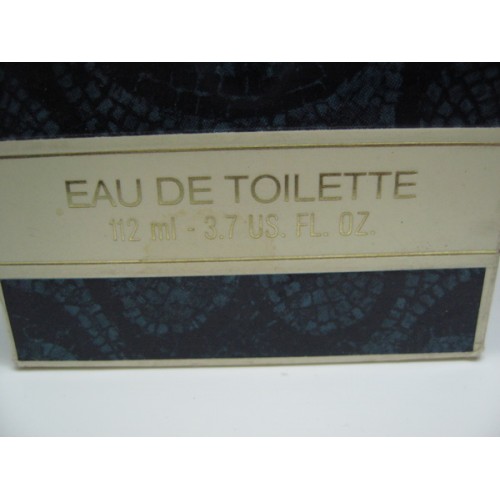 EAU DE TOILETTE
112 ml - 3.7 US. FL. OZ.